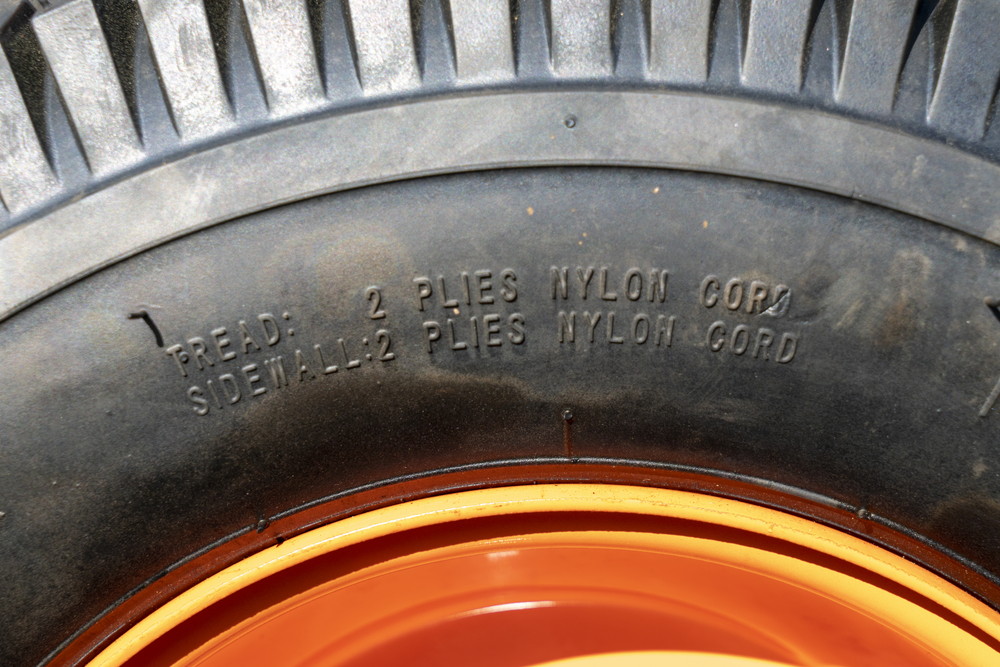 TREAD: 2 PLIES NYLON CORD
SIDEWALL:2 PLIES NYLON CORD